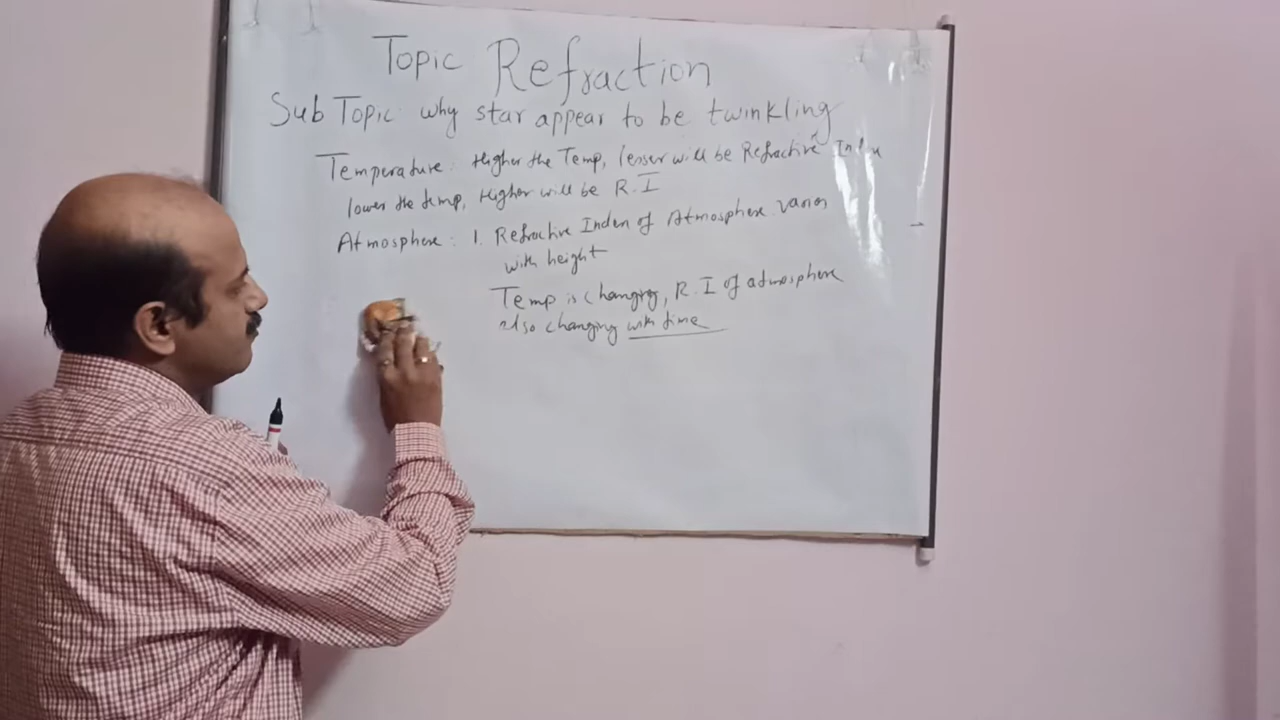 Topic Refraction
Sub Topic: why star appear to be twinkling
Temperature: Higher the Temp, lesser will be Refractive
lower the temp, Higher will be R.I
Atmosphere: 1. Refractive Inden of Atmosphere varies
with height
Temp is changing, R.I of atmosphere
also changing with time